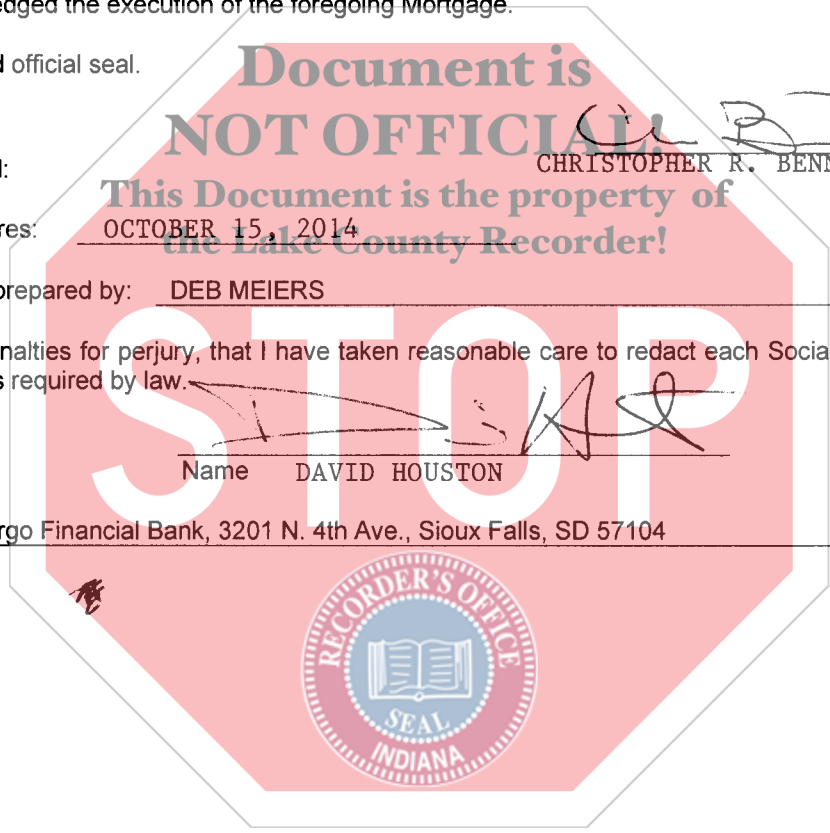 edged the execution of the foregoing Mortgage.
d official seal.
Document is
NOT OFFICIAL!
CHRISTOPHER R. BENN
This Document is the property of
res: OCTOBER 15, 2014
the Lake County Recorder!
prepared by: DEB MEIERS
nalties for perjury, that I have taken reasonable care to redact each Socia
s required by law.
STOP
Name DAVID HOUSTON
rgo Financial Bank, 3201 N. 4th Ave., Sioux Falls, SD 57104
RECORDER'S OFFICE
SEAL
INDIANA